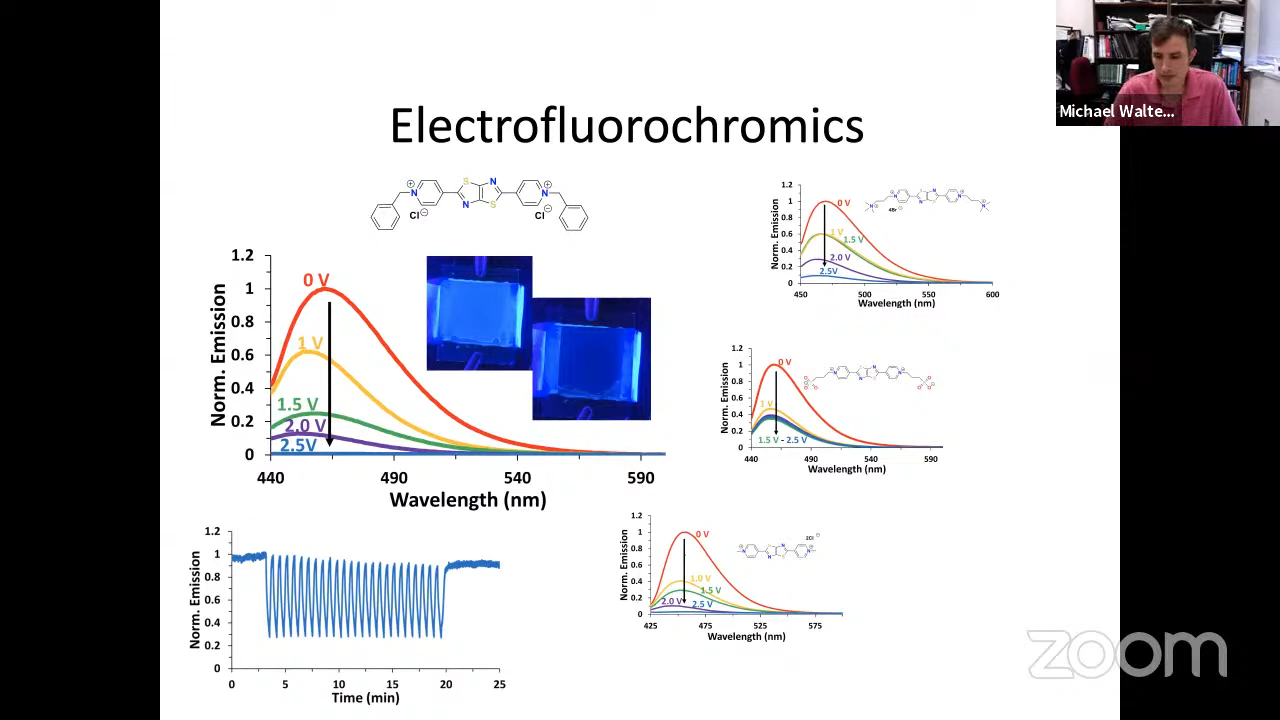 Michael Walte...
Electrofluorochromics
S
N
N
S
N
N
Cl
Cl
Norm. Emission
1.2
1
0.8
0.6
0.4
0.2
0
0 V
1 V
1.5 V
2.0 V
2.5V
440
490
540
590
Wavelength (nm)
Norm. Emission
1.2
1
0.8
0.6
0.4
0.2
0
0 V
1 V
1.5 V
2.0 V
2.5V
4Br
450
500
550
600
Wavelength (nm)
Norm. Emission
1.2
1
0.8
0.6
0.4
0.2
0
0 V
1 V
1.5 V - 2.5 V
440
490
540
590
Wavelength (nm)
Norm. Emission
1.2
1
0.8
0.6
0.4
0.2
0
0
5
10
15
20
25
Time (min)
Norm. Emission
1.2
1
0.8
0.6
0.4
0.2
0
0 V
1.0 V
1.5 V
2.0 V
2.5 V
2Cl
425
475
525
575
Wavelength (nm)
zoom